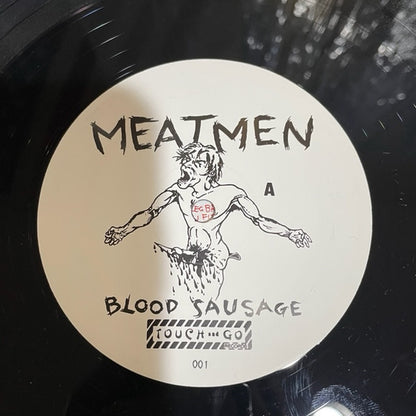 MEATMEN
A
BLOOD SAUSAGE
TOUCH AND GO
001